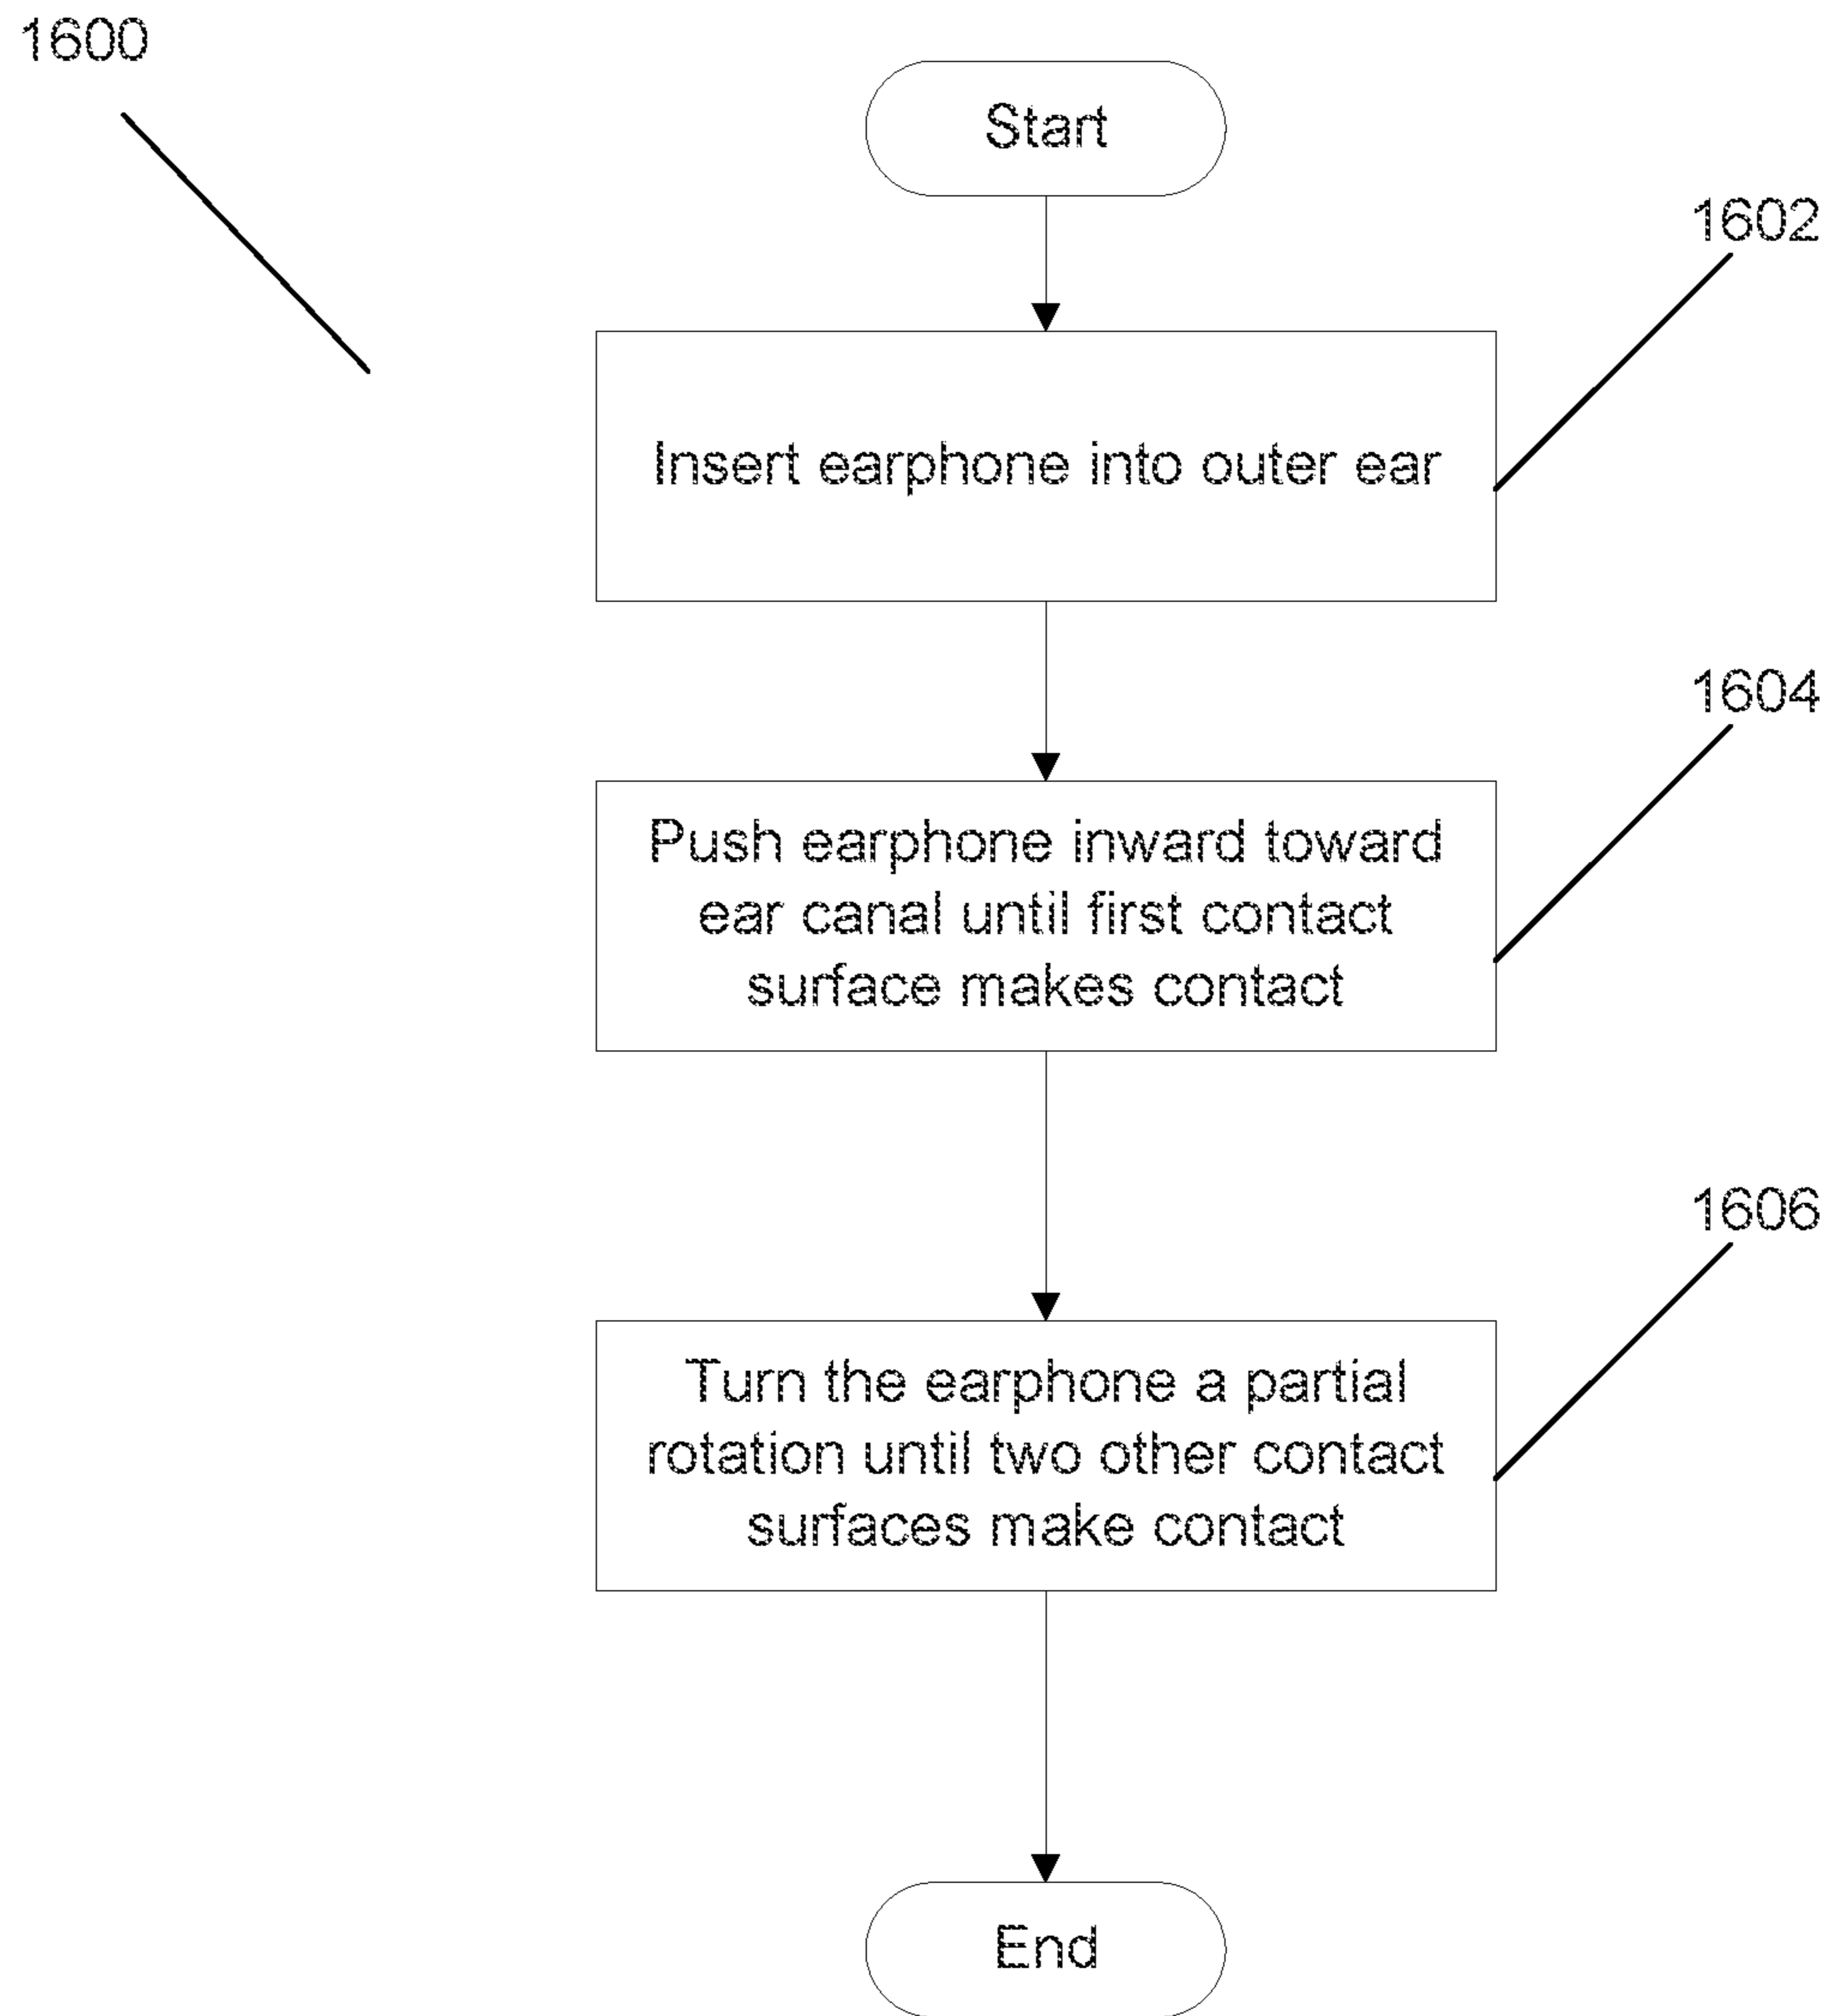 1600
Start
1602
Insert earphone into outer ear
1604
Push earphone inward toward
ear canal until first contact
surface makes contact
1606
Turn the earphone a partial
rotation until two other contact
surfaces make contact
End